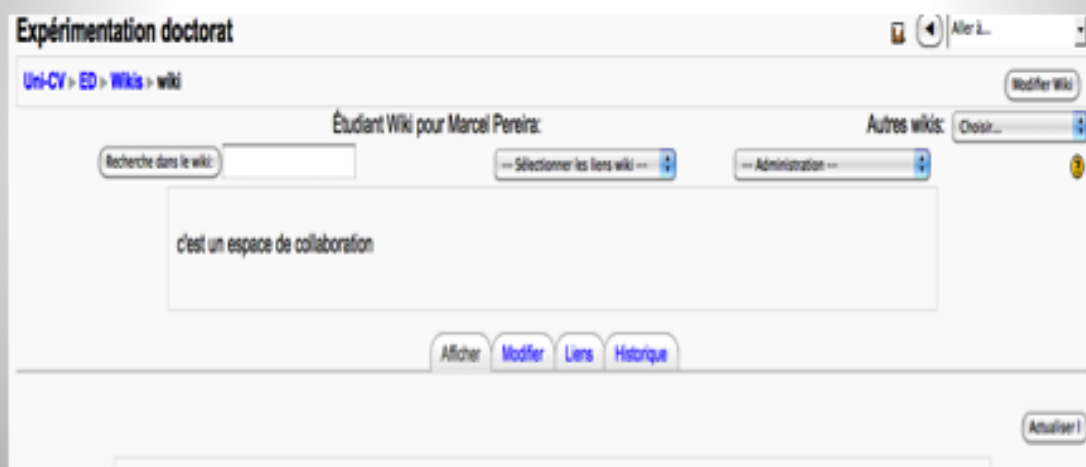 Expérimentation doctorat
Aller à...
Uni-CV ► ED ► Wikis ► wiki
Modifier Wiki
Étudiant Wiki pour Marcel Pereira:
Autres wikis: Choisir...
Recherche dans le wiki:
--- Sélectionner les liens wiki ---
--- Administration ---
?
c'est un espace de collaboration
Afficher
Modifier
Liens
Historique
Actualiser